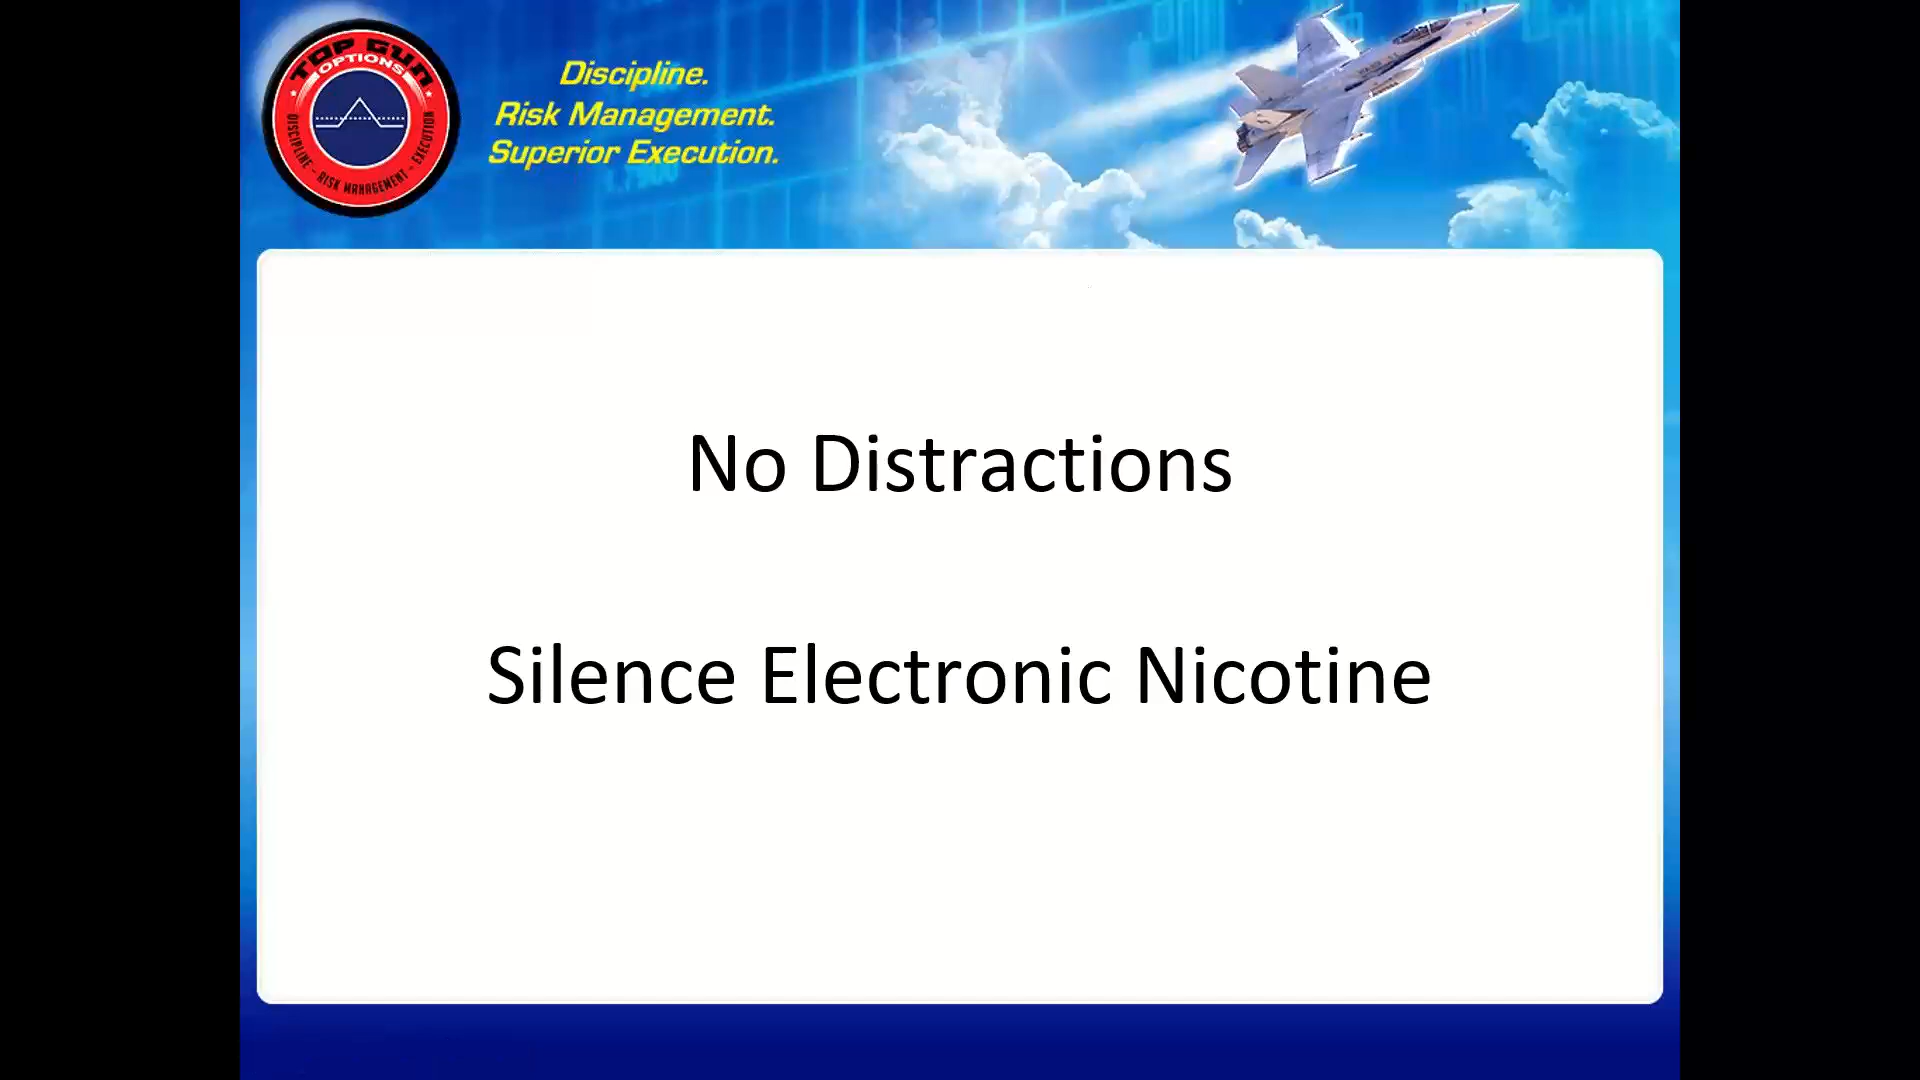 TOP GUN
OPTIONS
DISCIPLINE - RISK MANAGEMENT - EXECUTION
Discipline.
Risk Management.
Superior Execution.
No Distractions
Silence Electronic Nicotine